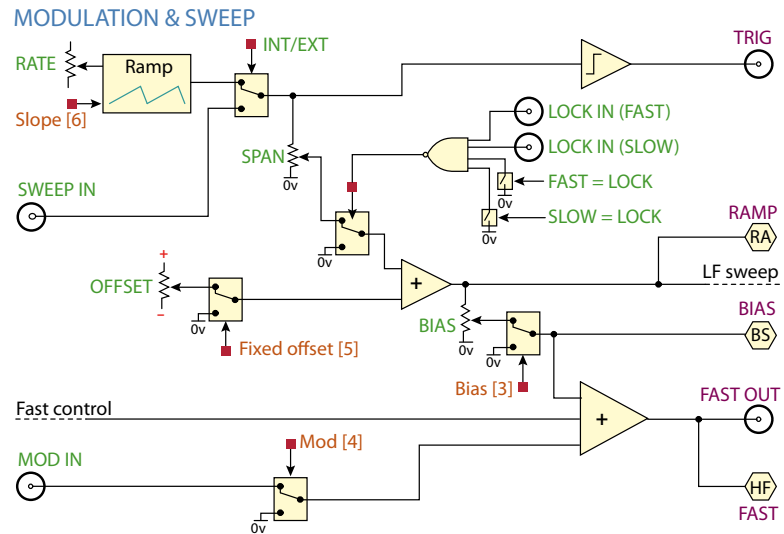 MODULATION & SWEEP
INT/EXT
TRIG
RATE
Ramp
Slope [6]
LOCK IN (FAST)
LOCK IN (SLOW)
SPAN
0v
FAST = LOCK
0v
SWEEP IN
SLOW = LOCK
0v
RAMP
RA
0v
+
OFFSET
+
LF sweep
–
0v
BIAS
0v
BIAS
BS
0v
Fixed offset [5]
Bias [3]
FAST OUT
Fast control
+
Mod [4]
MOD IN
HF
0v
FAST